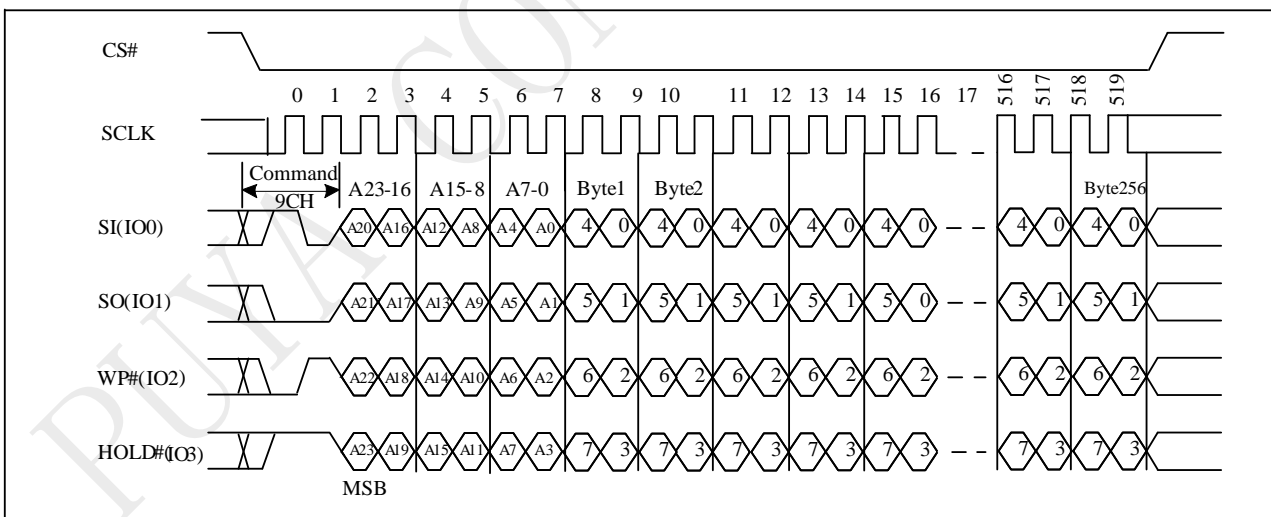 PUYA CON
CS#
0 1 2 3 4 5 6 7 8 9 10 11 12 13 14 15 16 17 516 517 518 519
SCLK
Command
9CH
A23-16 A15-8 A7-0 Byte1 Byte2 Byte256
SI(IO0) A20 A16 A12 A8 A4 A0 4 0 4 0 4 0 4 0 4 0 4 0 4 0
SO(IO1) A21 A17 A13 A9 A5 A1 5 1 5 1 5 1 5 1 5 0 5 1 5 1
WP#(IO2) A22 A18 A14 A10 A6 A2 6 2 6 2 6 2 6 2 6 2 6 2 6 2
HOLD#(IO3) A23 A19 A15 A11 A7 A3 7 3 7 3 7 3 7 3 7 3 7 3 7 3
MSB